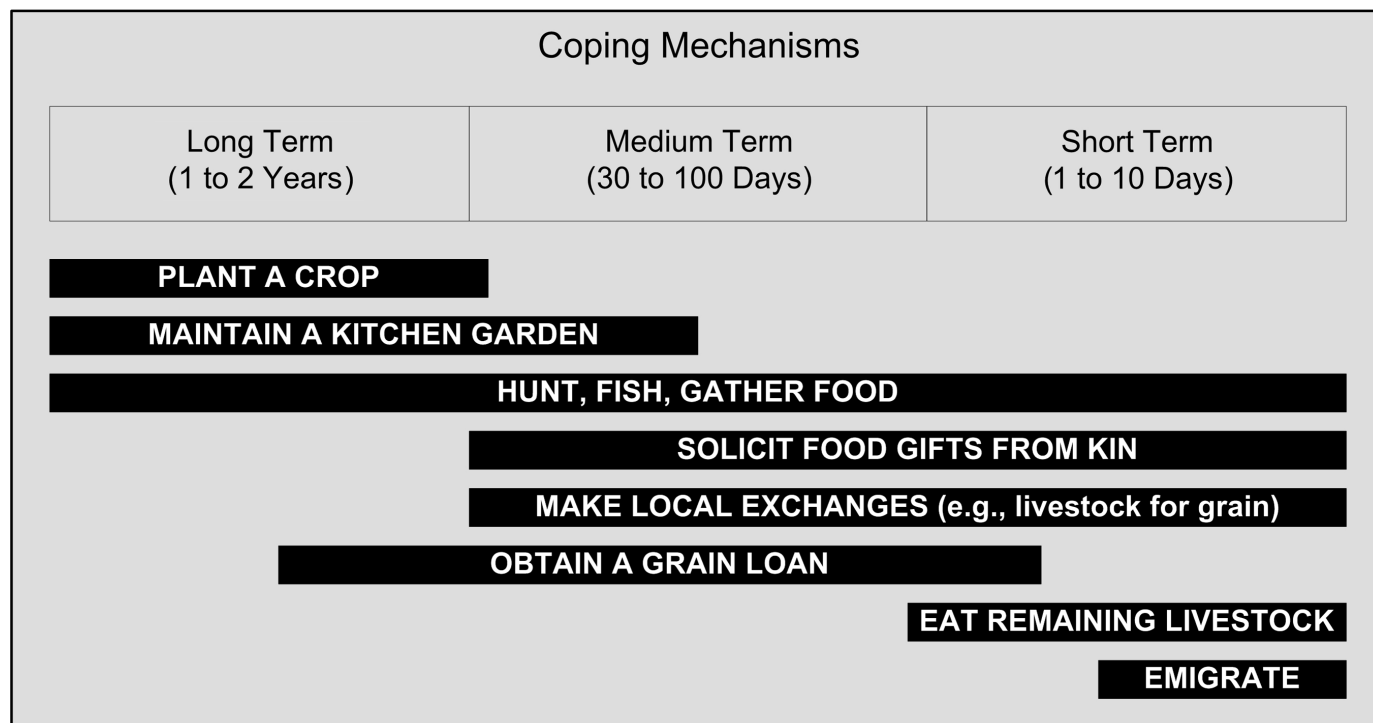 Coping Mechanisms
Long Term
(1 to 2 Years)
Medium Term
(30 to 100 Days)
Short Term
(1 to 10 Days)
PLANT A CROP
MAINTAIN A KITCHEN GARDEN
HUNT, FISH, GATHER FOOD
SOLICIT FOOD GIFTS FROM KIN
MAKE LOCAL EXCHANGES (e.g., livestock for grain)
OBTAIN A GRAIN LOAN
EAT REMAINING LIVESTOCK
EMIGRATE